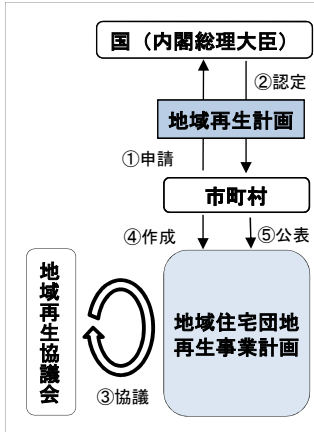 国（内閣総理大臣）
②認定
地域再生計画
①申請
市町村
④作成
⑤公表
地域再生協議会
地域住宅団地
再生事業計画
③協議